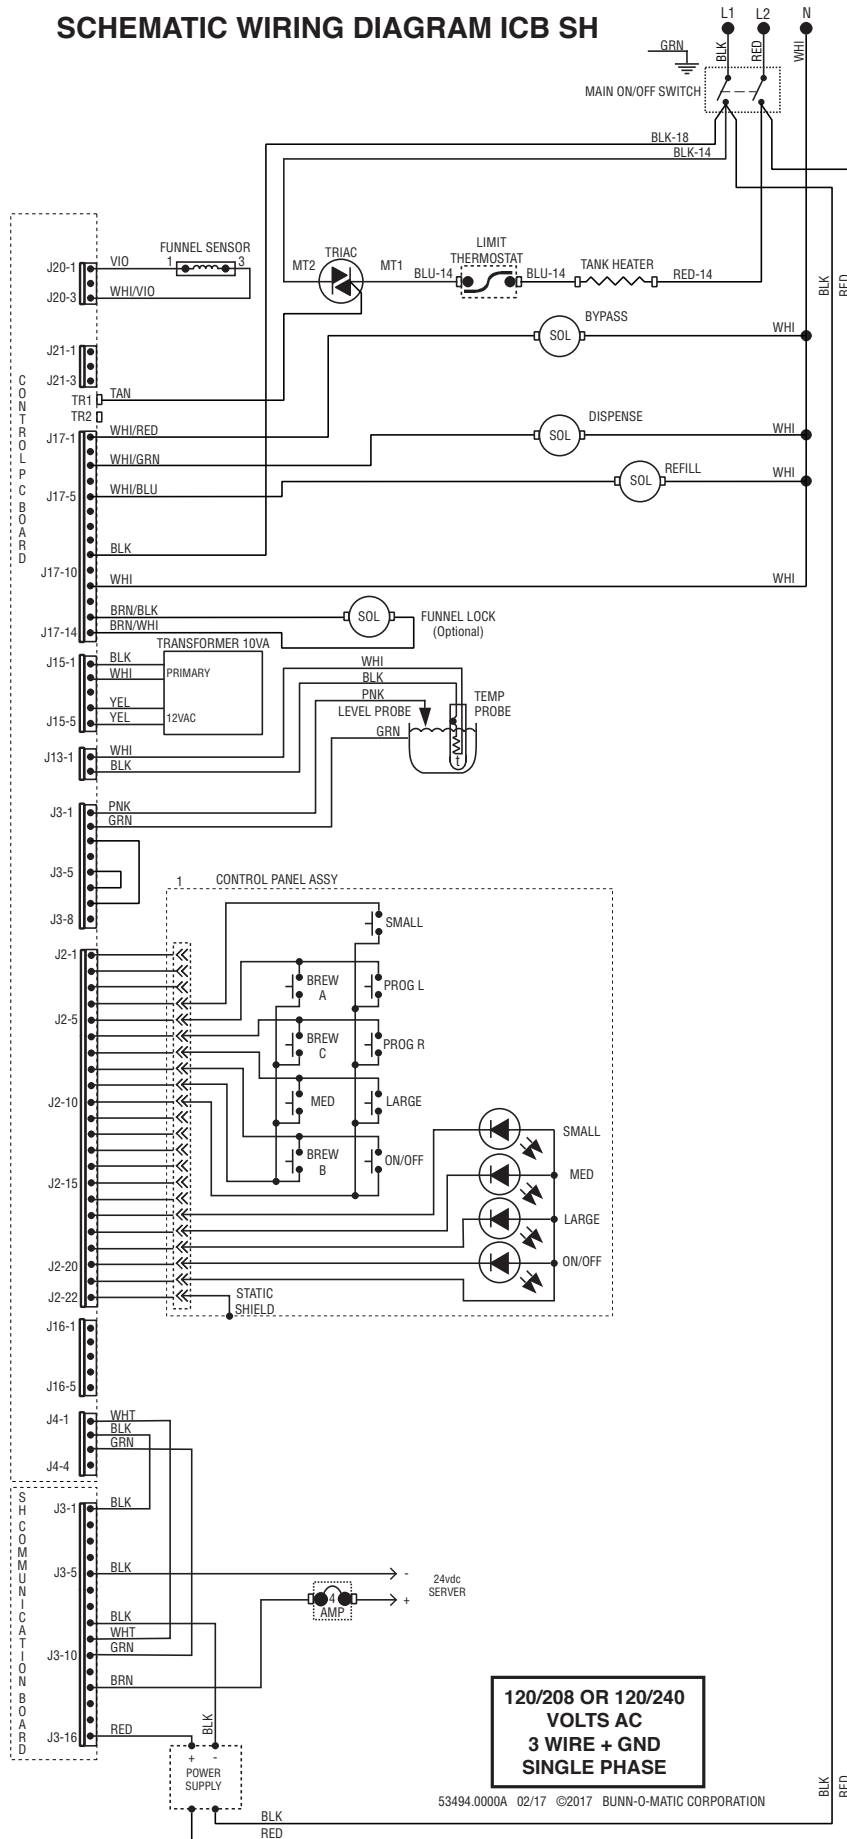 SCHEMATIC WIRING DIAGRAM ICB SH
L1
L2
N
GRN
BLK
RED
WHI
MAIN ON/OFF SWITCH
BLK-18
BLK-14
FUNNEL SENSOR
J20-1
VIO
1
3
J20-3
WHI/VIO
TRIAC
MT2
MT1
LIMIT
THERMOSTAT
BLU-14
BLU-14
TANK HEATER
RED-14
BLK
RED
BYPASS
SOL
WHI
J21-1
J21-3
TR1
TAN
TR2
CONTROL PC BOARD
J17-1
WHI/RED
DISPENSE
SOL
WHI
WHI/GRN
REFILL
SOL
WHI
J17-5
WHI/BLU
BLK
J17-10
WHI
WHI
BRN/BLK
SOL
FUNNEL LOCK
(Optional)
J17-14
BRN/WHI
TRANSFORMER 10VA
J15-1
BLK
WHI
PRIMARY
YEL
J15-5
YEL
12VAC
WHI
BLK
PNK
LEVEL PROBE
TEMP
PROBE
GRN
t
J13-1
WHI
BLK
J3-1
PNK
GRN
J3-5
J3-8
1
CONTROL PANEL ASSY
SMALL
J2-1
BREW
A
PROG L
J2-5
BREW
C
PROG R
J2-10
MED
LARGE
BREW
B
ON/OFF
J2-15
SMALL
MED
LARGE
ON/OFF
J2-20
J2-22
STATIC
SHIELD
J16-1
J16-5
J4-1
WHT
BLK
GRN
J4-4
SH COMMUNICATION BOARD
J3-1
BLK
J3-5
BLK
-
24vdc
SERVER
+
4
AMP
BLK
WHT
J3-10
GRN
BRN
J3-16
RED
BLK
+ -
POWER
SUPPLY
120/208 OR 120/240
VOLTS AC
3 WIRE + GND
SINGLE PHASE
53494.0000A 02/17 ©2017 BUNN-O-MATIC CORPORATION
BLK
RED
BLK
RED